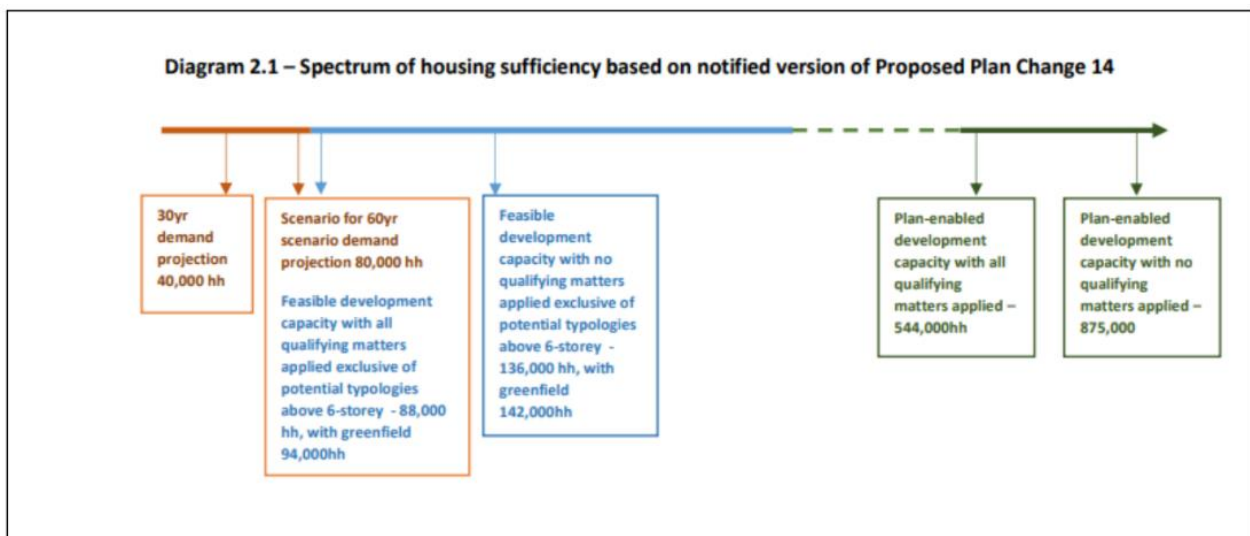 Diagram 2.1 – Spectrum of housing sufficiency based on notified version of Proposed Plan Change 14
30yr
demand
projection
40,000 hh
Scenario for 60yr
scenario demand
projection 80,000 hh
Feasible development
capacity with all
qualifying matters
applied exclusive of
potential typologies
above 6-storey - 88,000
hh, with greenfield
94,000hh
Feasible
development
capacity with no
qualifying matters
applied exclusive of
potential typologies
above 6-storey -
136,000 hh, with
greenfield
142,000hh
Plan-enabled
development
capacity with all
qualifying
matters applied –
544,000hh
Plan-enabled
development
capacity with no
qualifying
matters applied –
875,000